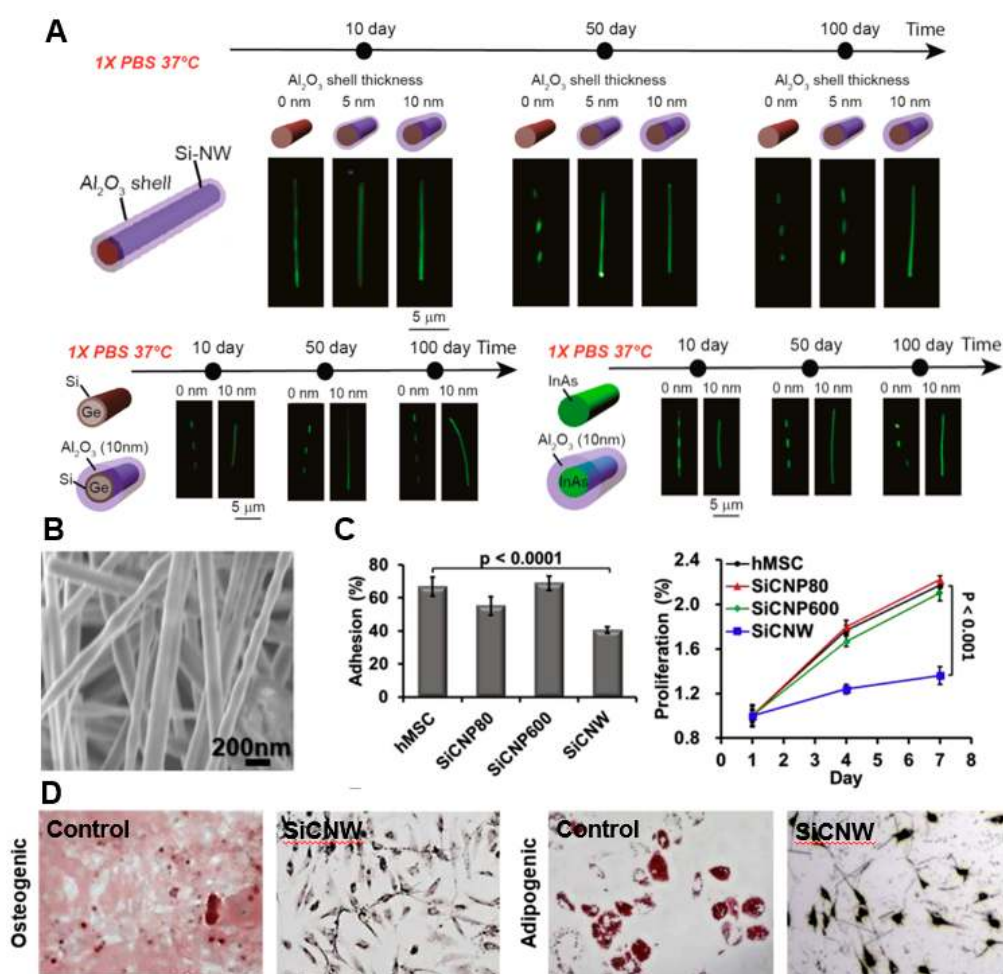 A
10 day
50 day
100 day
Time
1X PBS 37°C
Al₂O₃ shell thickness
0 nm 5 nm 10 nm
Al₂O₃ shell thickness
0 nm 5 nm 10 nm
Al₂O₃ shell thickness
0 nm 5 nm 10 nm
Si-NW
Al₂O₃ shell
5 μm
1X PBS 37°C
10 day
50 day
100 day
Time
0 nm 10 nm
0 nm 10 nm
0 nm 10 nm
Si
Ge
Al₂O₃ (10nm)
Si
Ge
5 μm
1X PBS 37°C
10 day
50 day
100 day
Time
0 nm 10 nm
0 nm 10 nm
0 nm 10 nm
InAs
Al₂O₃ (10nm)
InAs
5 μm
B
200nm
C
p < 0.0001
Adhesion (%)
80
60
40
20
0
hMSC
SiCNP80
SiCNP600
SiCNW
Proliferation (%)
2.4
2.0
1.6
1.2
0.8
hMSC
SiCNP80
SiCNP600
SiCNW
P < 0.001
0 1 2 3 4 5 6 7 8
Day
D
Osteogenic
Control
SiCNW
Adipogenic
Control
SiCNW